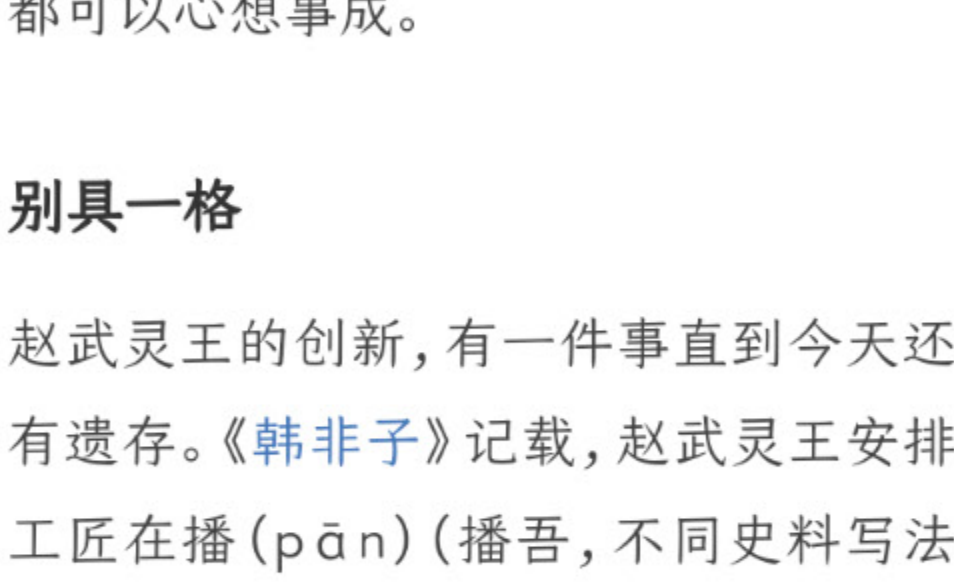 都可以心想事成。
别具一格
赵武灵王的创新,有一件事直到今天还
有遗存。《韩非子》记载,赵武灵王安排
工匠在播(pān)(播吾,不同史料写法